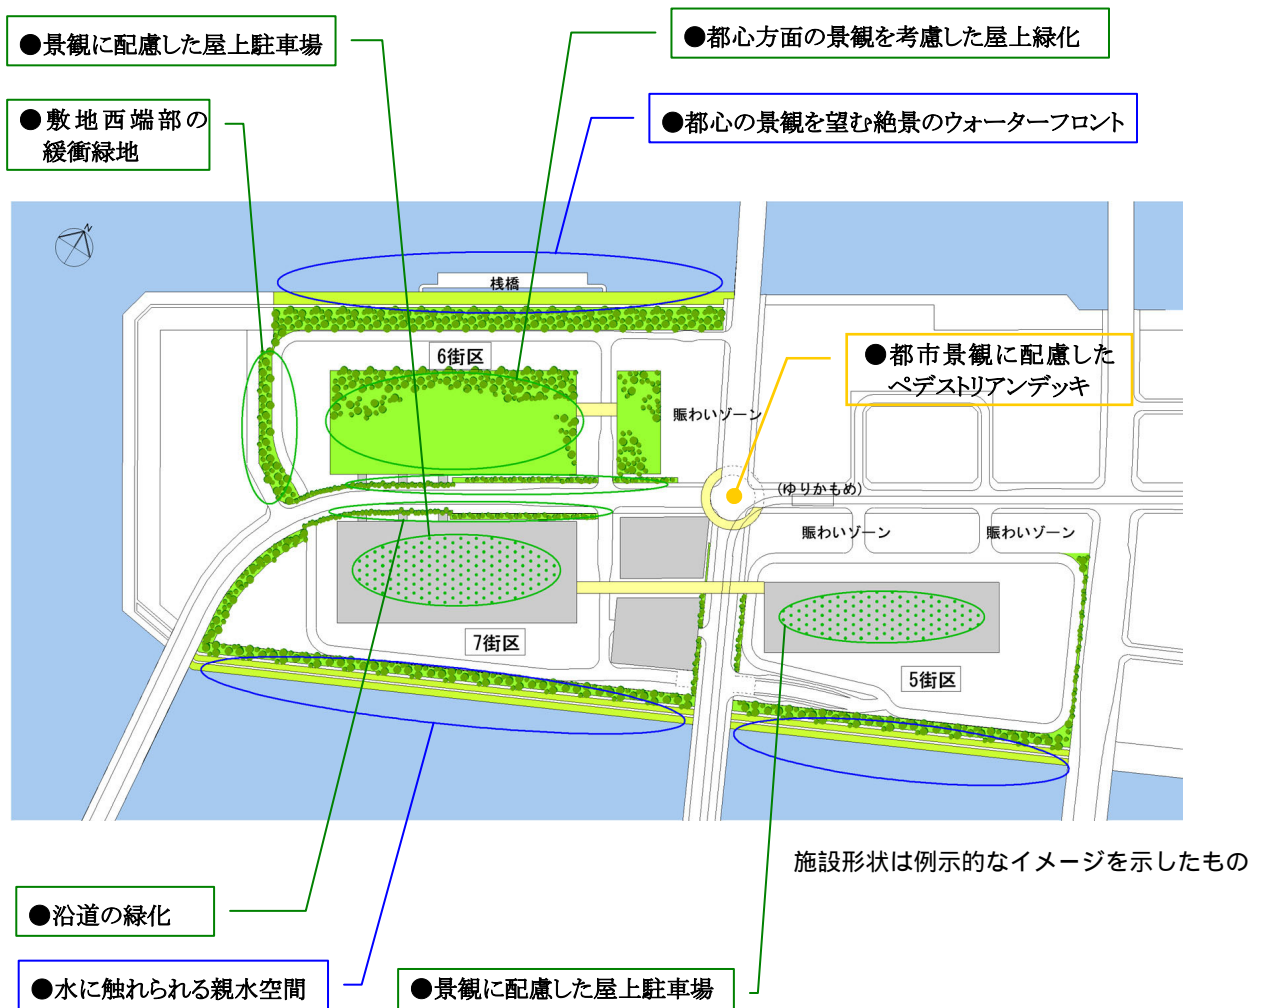 ●景観に配慮した屋上駐車場
●都心方面の景観を考慮した屋上緑化
●敷地西端部の
緩衝緑地
●都心の景観を望む絶景のウォーターフロント
N
桟橋
6街区
●都市景観に配慮した
ペデストリアンデッキ
賑わいゾーン
(ゆりかもめ)
賑わいゾーン
賑わいゾーン
7街区
5街区
施設形状は例示的なイメージを示したもの
●沿道の緑化
●水に触れられる親水空間
●景観に配慮した屋上駐車場